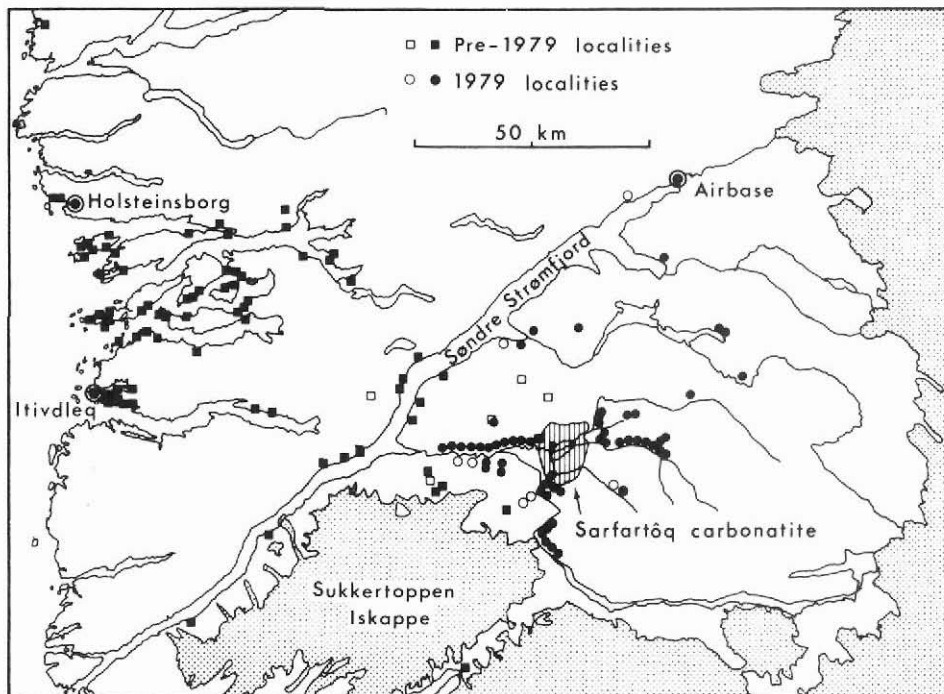 Pre-1979 localities
1979 localities
50 km
Holsteinsborg
Airbase
Søndre Strømfjord
Itivdleq
Sarfartôq carbonatite
Sukkertoppen
Iskappe